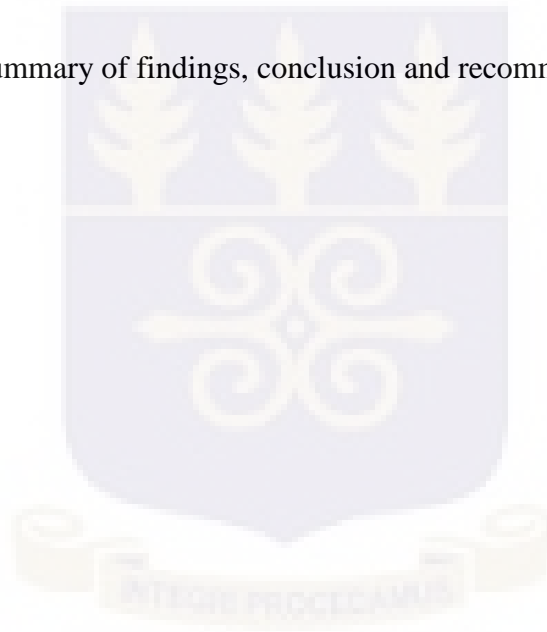 ummary of findings, conclusion and recomm
INTEGRI PROCEDAMUS